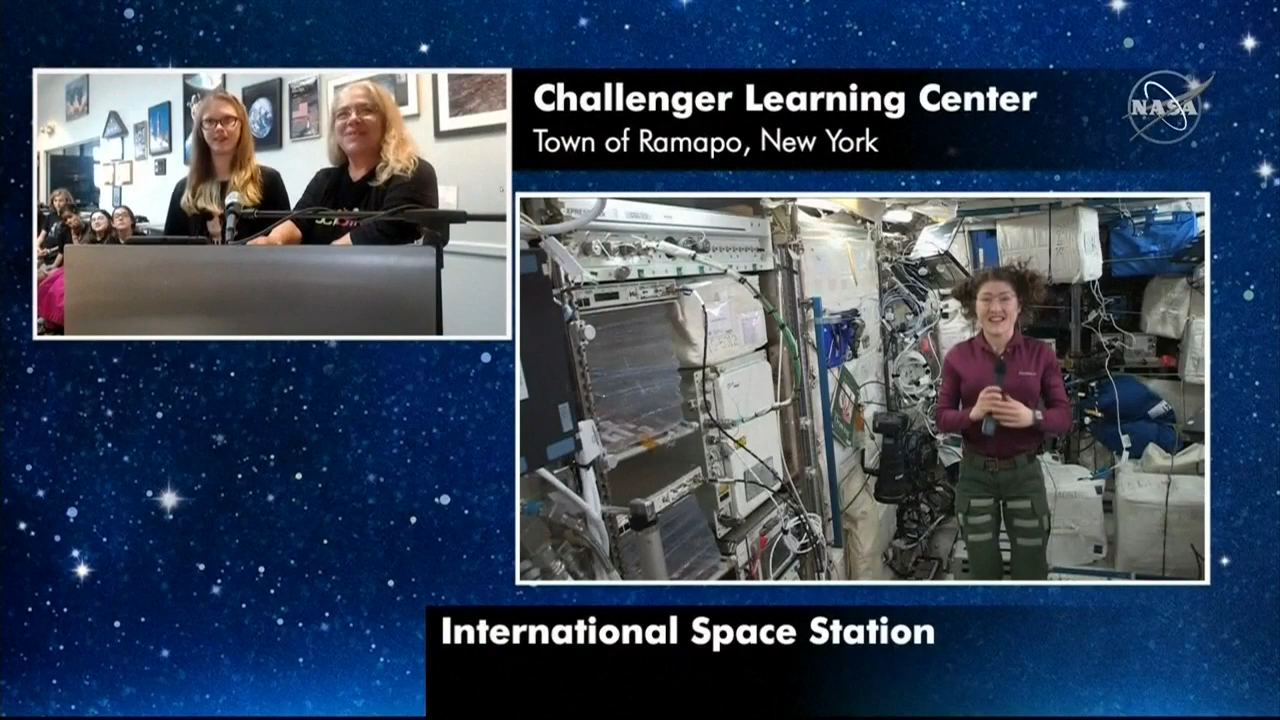 Challenger Learning Center
Town of Ramapo, New York
NASA
International Space Station